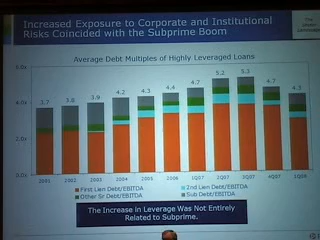 Increased Exposure to Corporate and Institutional
Risks Coincided with the Subprime Boom
Average Debt Multiples of Highly Leveraged Loans
3.7 3.8 3.9 4.2 4.3 4.4 4.7 5.2 5.3 4.7 4.3
2001 2002 2003 2004 2005 2006 1Q07 2Q07 3Q07 4Q07 1Q08
First Lien Debt/EBITDA 2nd Lien Debt/EBITDA
Other Sr Debt/EBITDA Sub Debt/EBITDA
The Increase in Leverage Was Not Entirely
Related to Subprime.